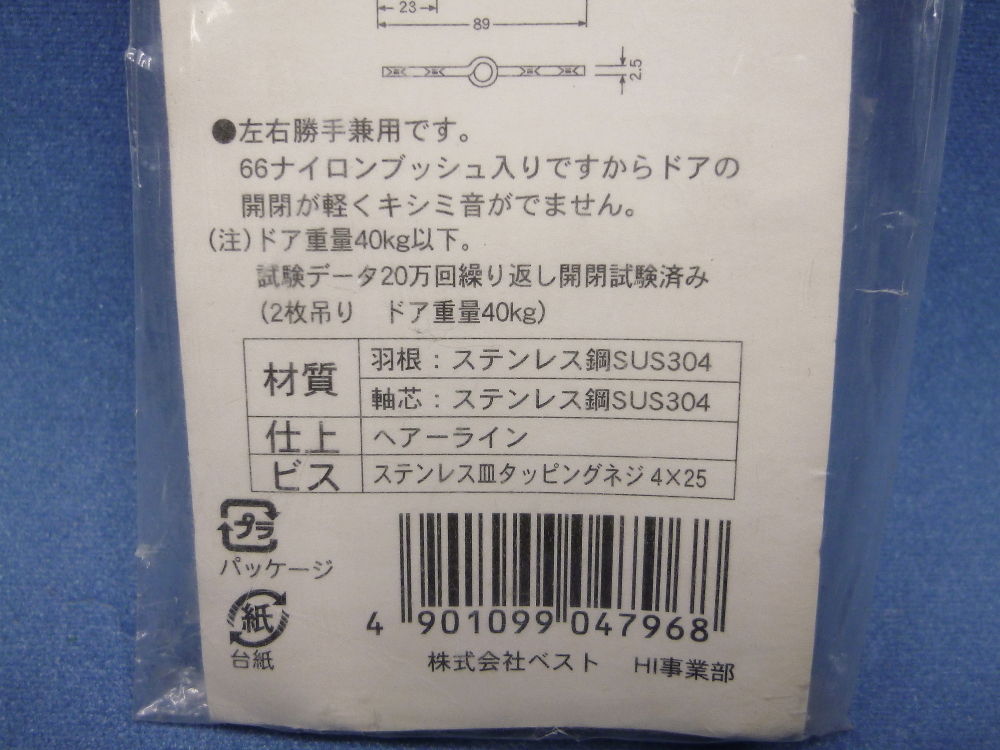 23
89
2.5
●左右勝手兼用です。
66ナイロンブッシュ入りですからドアの
開閉が軽くキシミ音がでません。
(注)ドア重量40kg以下。
試験データ20万回繰り返し開閉試験済み
(2枚吊り　ドア重量40kg)
材質
羽根：ステンレス鋼SUS304
軸芯：ステンレス鋼SUS304
仕上 ヘアーライン
ビス ステンレス皿タッピングネジ 4×25
プラ
パッケージ
紙
台紙
4 901099 047968
株式会社ベスト　HI事業部